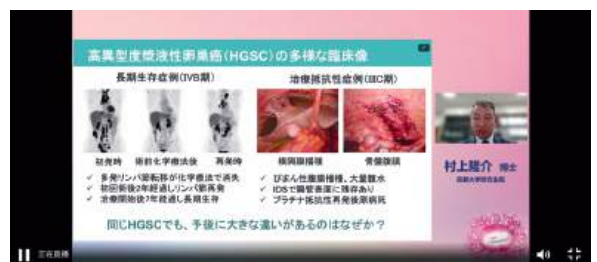 高異型度漿液性卵巣癌(HGSC)の多様な臨床像
長期生存症例(IVB期)
治療抵抗性症例(IIIC期)
初発時 術前化学療法後 再発時
横隔膜播種 骨盤腹膜
✓ 多発リンパ節転移が化学療法で消失
✓ 初回術後2年経過しリンパ節再発
✓ 治療開始後7年経過し長期生存
✓ びまん性腹膜播種、大量腹水
✓ IDSで腸管表面に残存あり
✓ プラチナ抵抗性再発後原病死
同じHGSCでも、予後に大きな違いがあるのはなぜか？
村上隆介 博士
正在直播